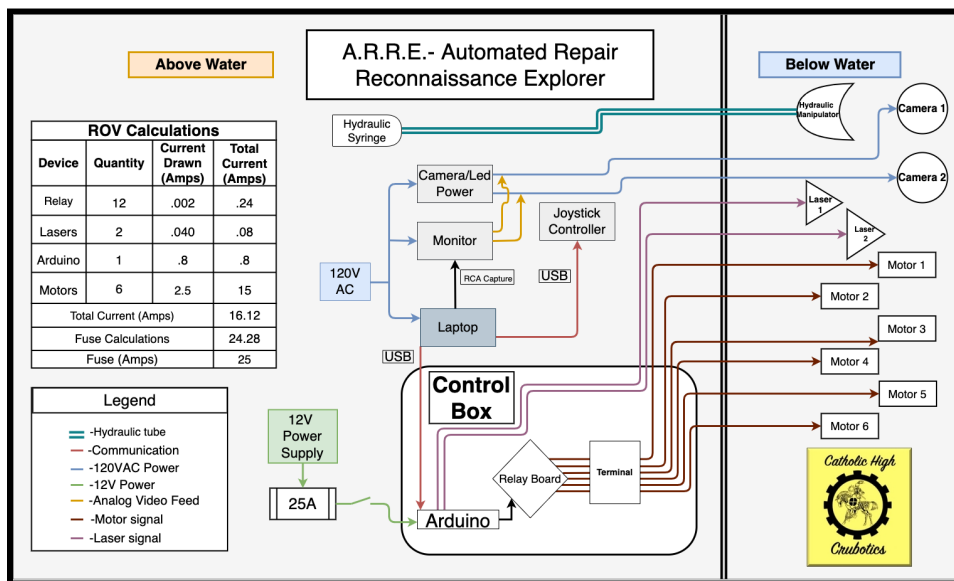 A.R.R.E.- Automated Repair
Reconnaissance Explorer
Above Water
Below Water
ROV Calculations
Device Quantity Current Drawn (Amps) Total Current (Amps)
Relay 12 .002 .24
Lasers 2 .040 .08
Arduino 1 .8 .8
Motors 6 2.5 15
Total Current (Amps) 16.12
Fuse Calculations 24.28
Fuse (Amps) 25
Legend
-Hydraulic tube
-Communication
-120VAC Power
-12V Power
-Analog Video Feed
-Motor signal
-Laser signal
Hydraulic
Syringe
Hydraulic
Manipulator
Camera 1
Camera 2
Camera/Led
Power
Monitor
Joystick
Controller
Laser
1
Laser
2
120V
AC
RCA Capture
USB
Laptop
USB
Motor 1
Motor 2
Motor 3
Motor 4
Motor 5
Motor 6
Control
Box
12V
Power
Supply
25A
Relay Board
Terminal
Arduino
Catholic High
Crubotics